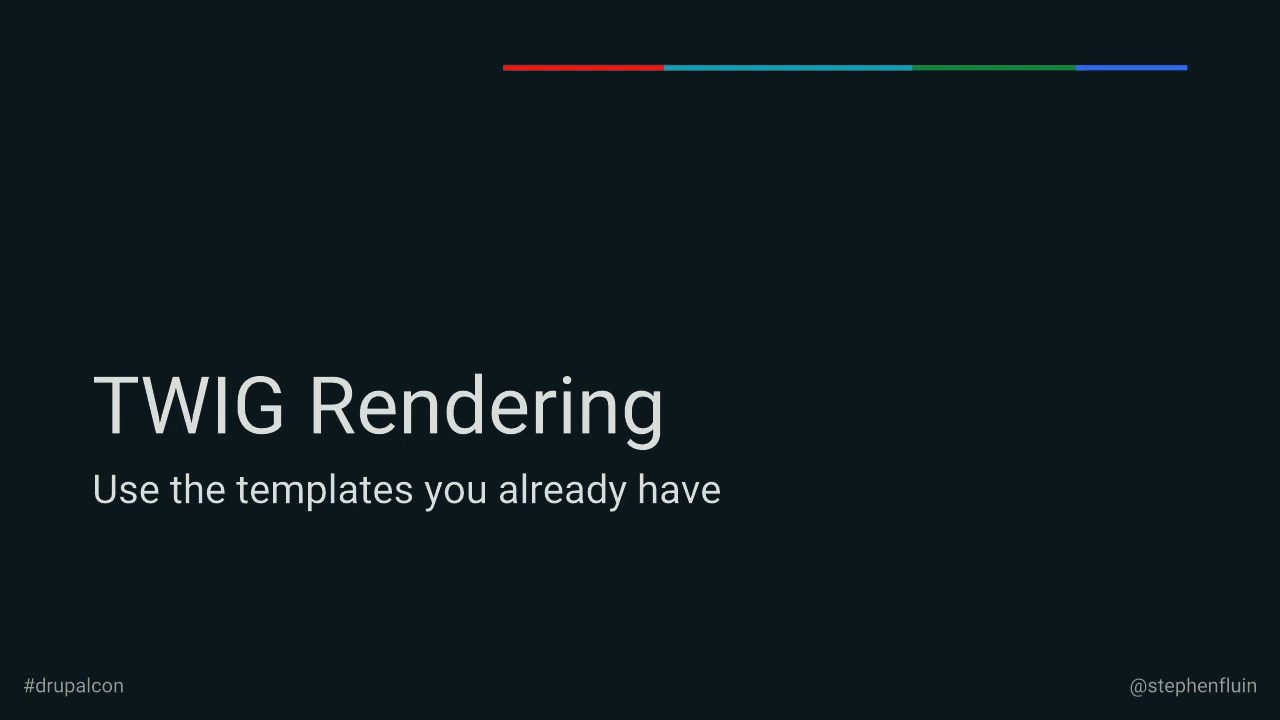 TWIG Rendering
Use the templates you already have
#drupalcon
@stephenfluin